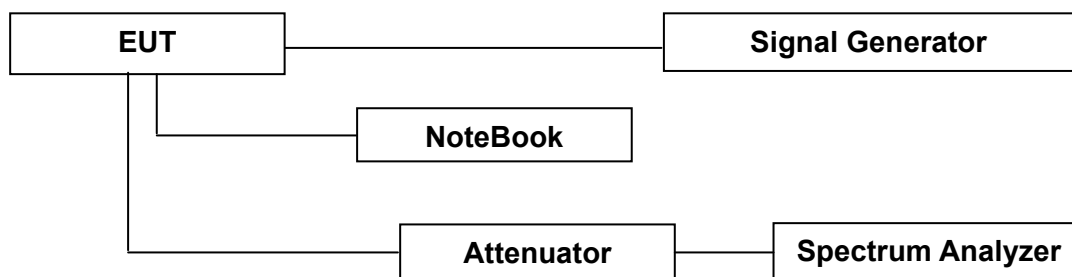 EUT
Signal Generator
NoteBook
Attenuator
Spectrum Analyzer